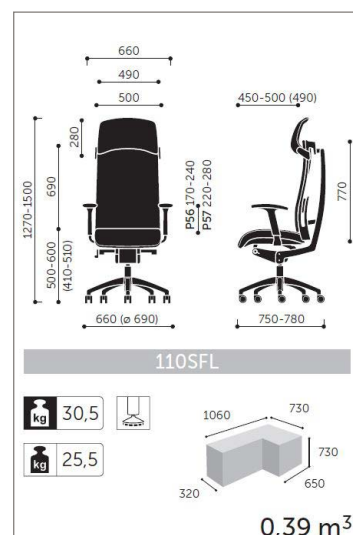 660
490
500
450-500 (490)
280
1270-1500
690
P56 170-240
P57 220-280
770
500-600
(410-510)
660 (ø 690)
750-780
110SFL
kg 30,5
kg 25,5
1060
730
730
650
320
0,39 m³